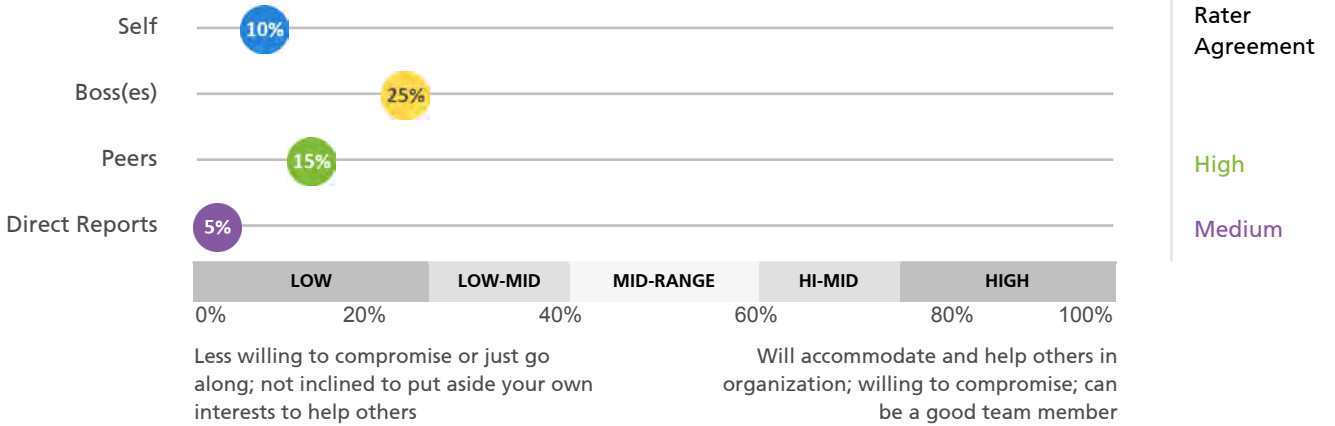 Self 10%
Rater
Agreement
Boss(es) 25%
Peers 15% High
Direct Reports 5% Medium
LOW LOW-MID MID-RANGE HI-MID HIGH
0% 20% 40% 60% 80% 100%
Less willing to compromise or just go
along; not inclined to put aside your own
interests to help others
Will accommodate and help others in
organization; willing to compromise; can
be a good team member